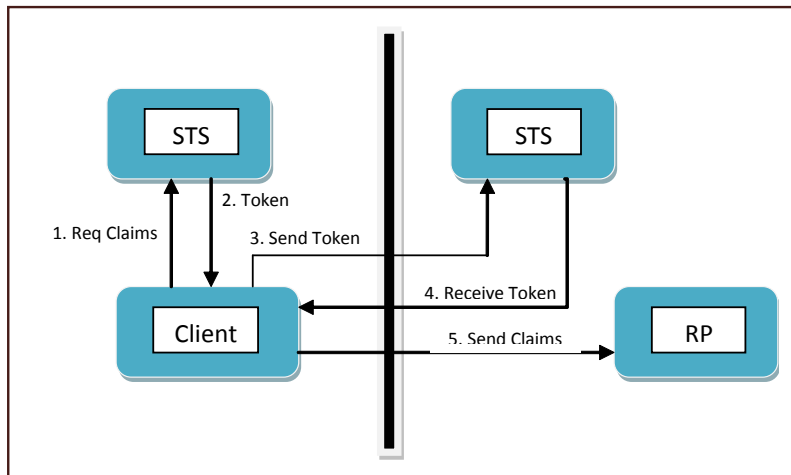 STS
STS
2. Token
1. Req Claims
3. Send Token
4. Receive Token
Client
5. Send Claims
RP